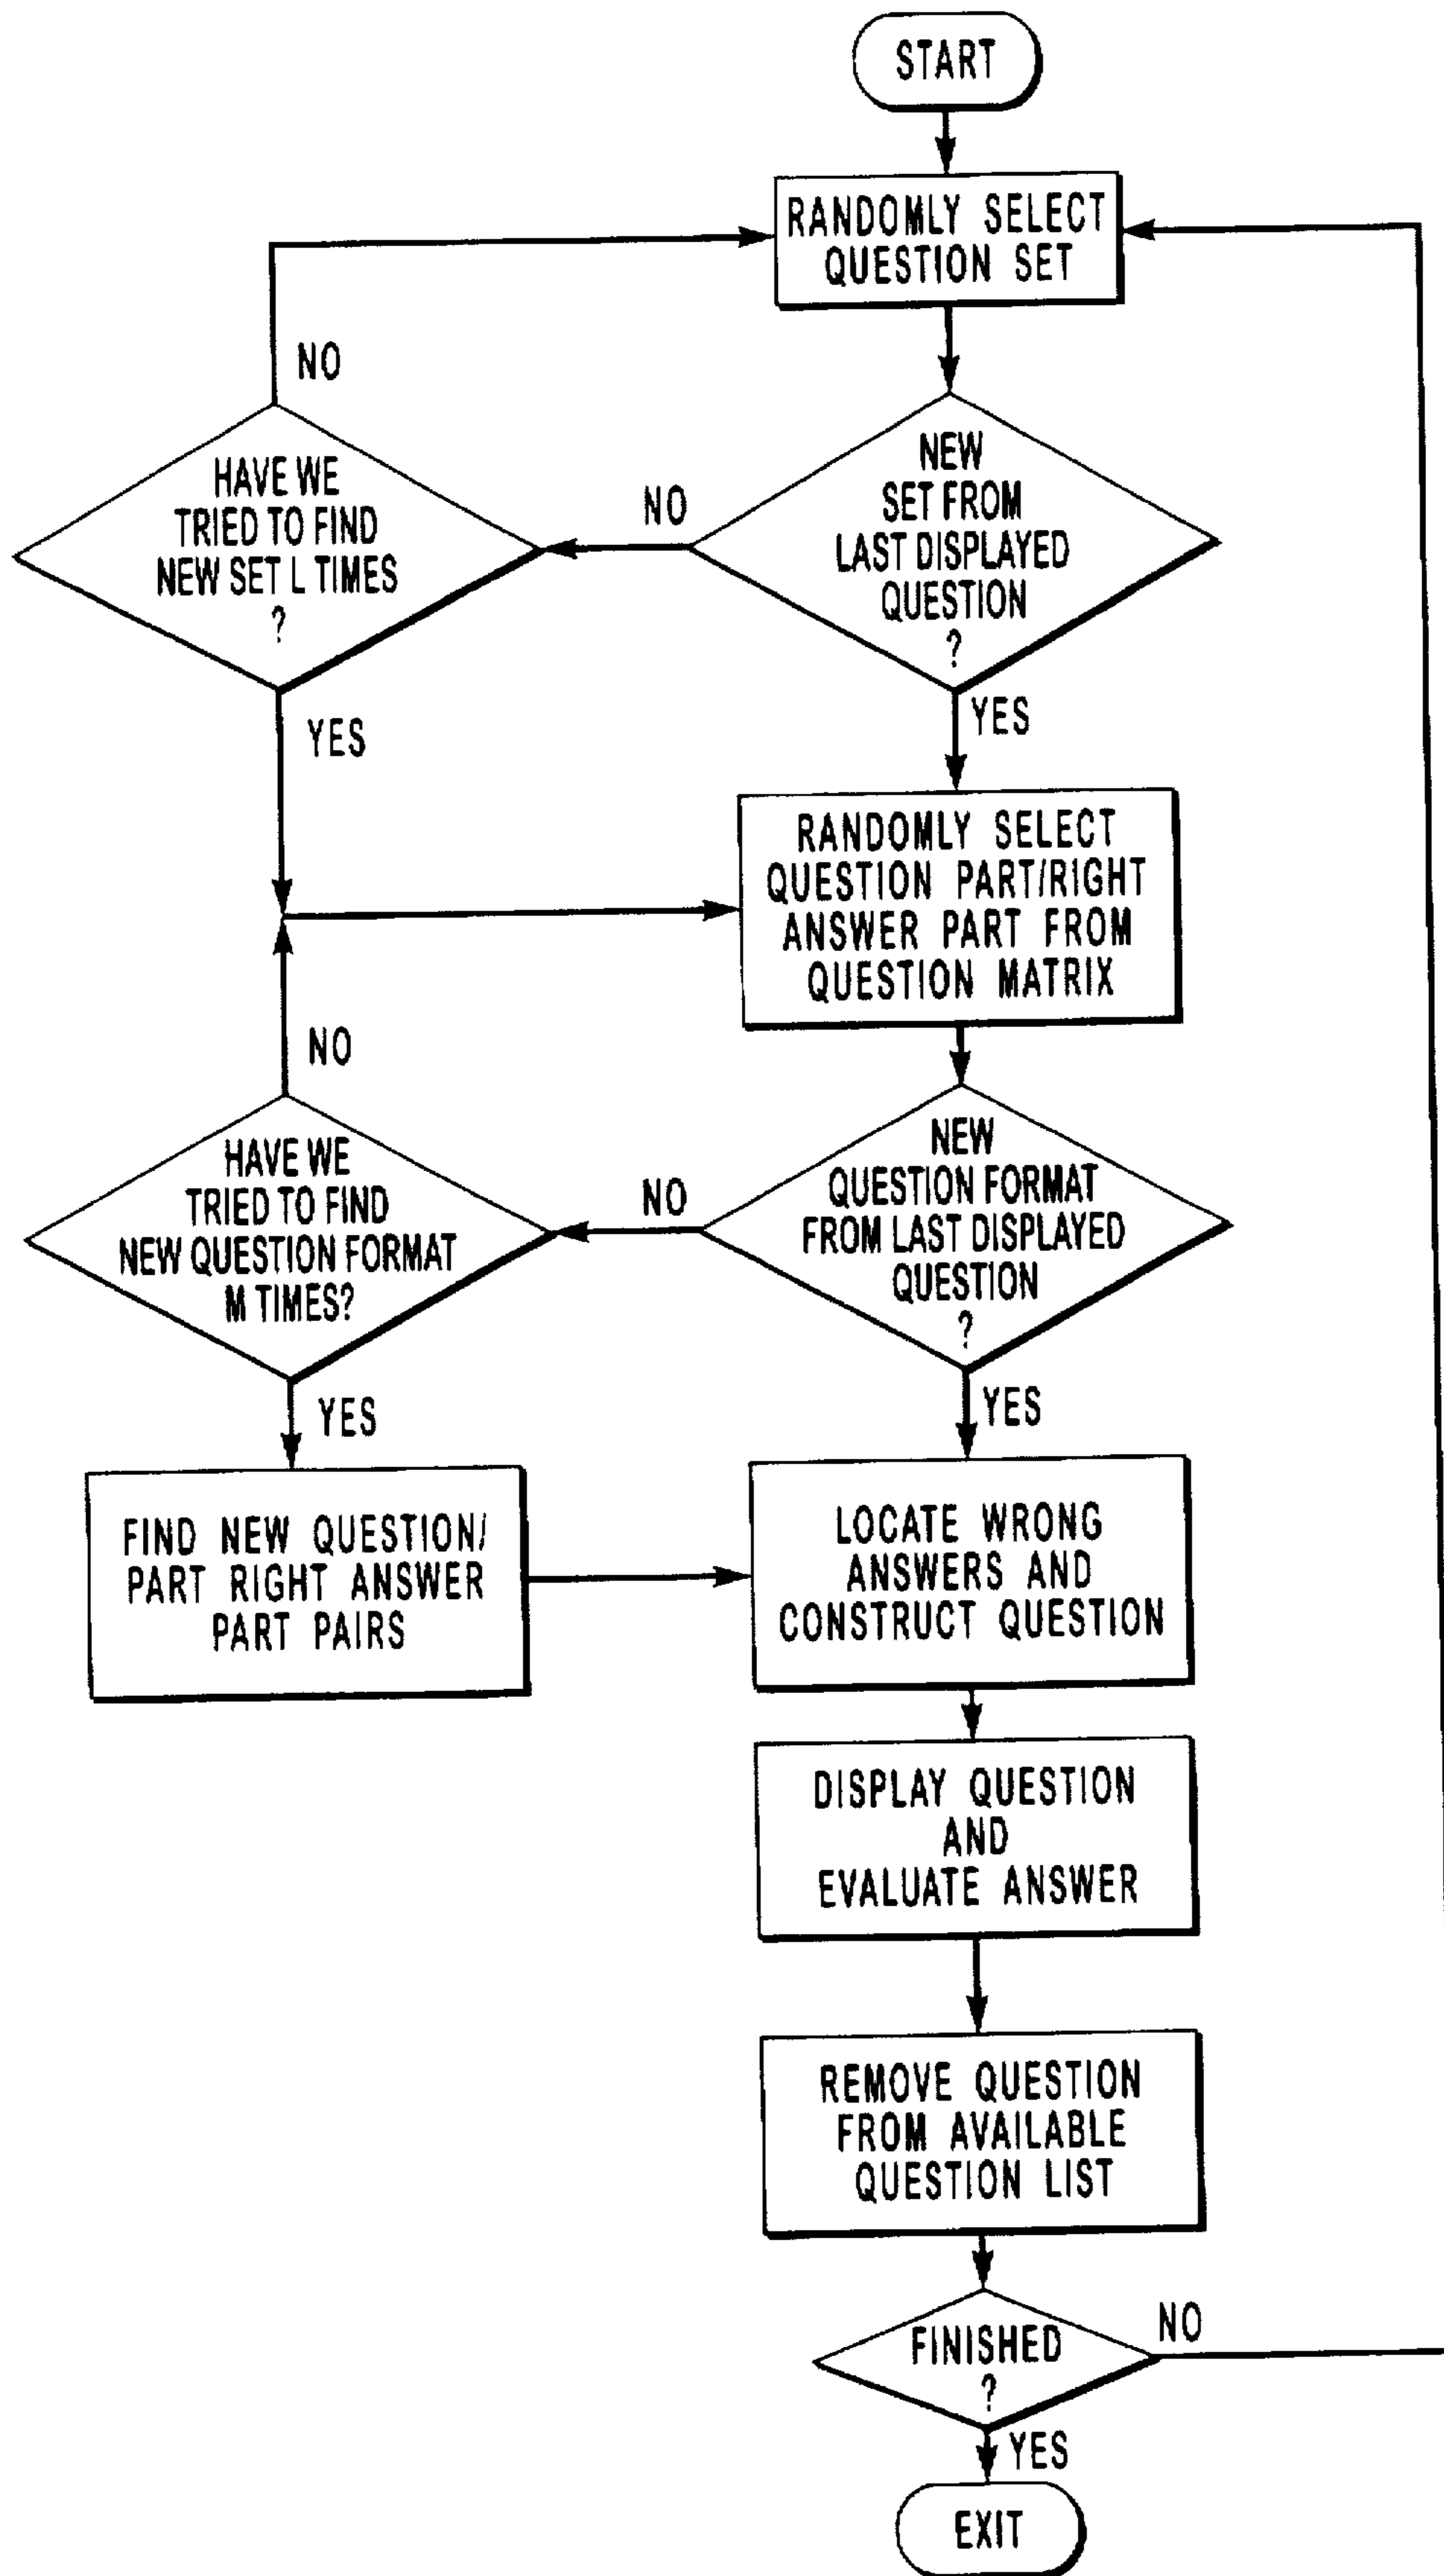 START
RANDOMLY SELECT
QUESTION SET
NO
HAVE WE
TRIED TO FIND
NEW SET L TIMES
?
NO
NEW
SET FROM
LAST DISPLAYED
QUESTION
?
YES
YES
RANDOMLY SELECT
QUESTION PART/RIGHT
ANSWER PART FROM
QUESTION MATRIX
NO
HAVE WE
TRIED TO FIND
NEW QUESTION FORMAT
M TIMES?
NO
NEW
QUESTION FORMAT
FROM LAST DISPLAYED
QUESTION
?
YES
YES
FIND NEW QUESTION/
PART RIGHT ANSWER
PART PAIRS
LOCATE WRONG
ANSWERS AND
CONSTRUCT QUESTION
DISPLAY QUESTION
AND
EVALUATE ANSWER
REMOVE QUESTION
FROM AVAILABLE
QUESTION LIST
FINISHED
?
NO
YES
EXIT